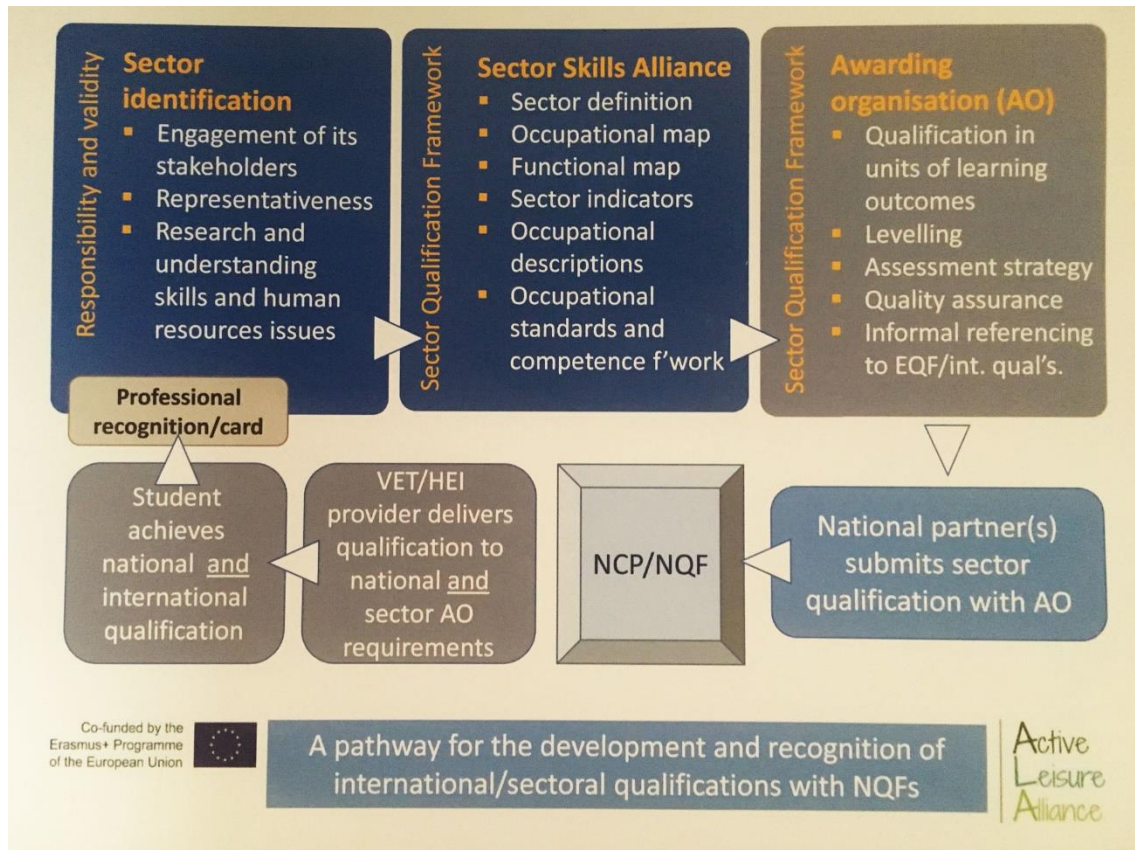 Responsibility and validity
Sector
identification
▪ Engagement of its
stakeholders
▪ Representativeness
▪ Research and
understanding
skills and human
resources issues
Sector Qualification Framework
Sector Skills Alliance
▪ Sector definition
▪ Occupational map
▪ Functional map
▪ Sector indicators
▪ Occupational
descriptions
▪ Occupational
standards and
competence f'work
Sector Qualification Framework
Awarding
organisation (AO)
▪ Qualification in
units of learning
outcomes
▪ Levelling
▪ Assessment strategy
▪ Quality assurance
▪ Informal referencing
to EQF/int. qual's.
Professional
recognition/card
Student
achieves
national and
international
qualification
VET/HEI
provider delivers
qualification to
national and
sector AO
requirements
NCP/NQF
National partner(s)
submits sector
qualification with AO
Co-funded by the
Erasmus+ Programme
of the European Union
A pathway for the development and recognition of
international/sectoral qualifications with NQFs
Active
Leisure
Alliance